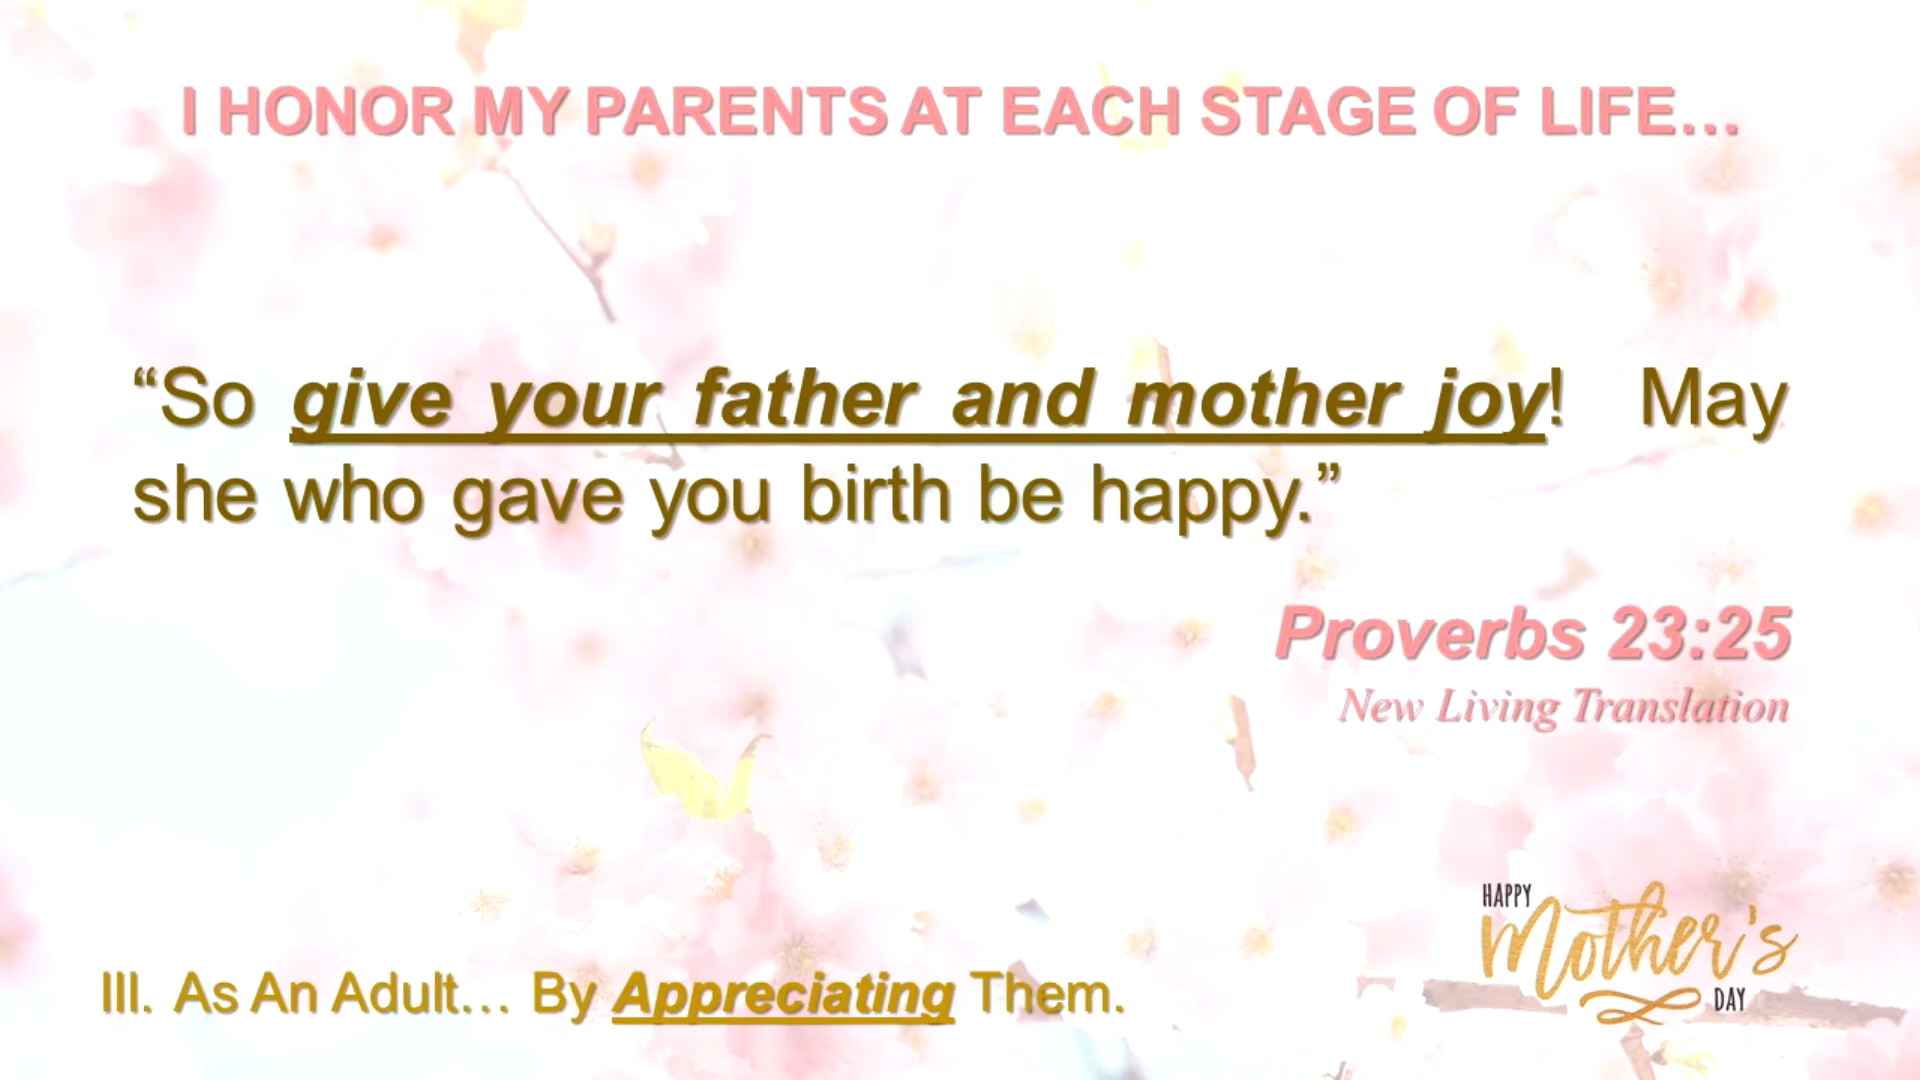 I HONOR MY PARENTS AT EACH STAGE OF LIFE…
“So give your father and mother joy! May
she who gave you birth be happy.”
Proverbs 23:25
New Living Translation
HAPPY
Mother's
DAY
III. As An Adult… By Appreciating Them.